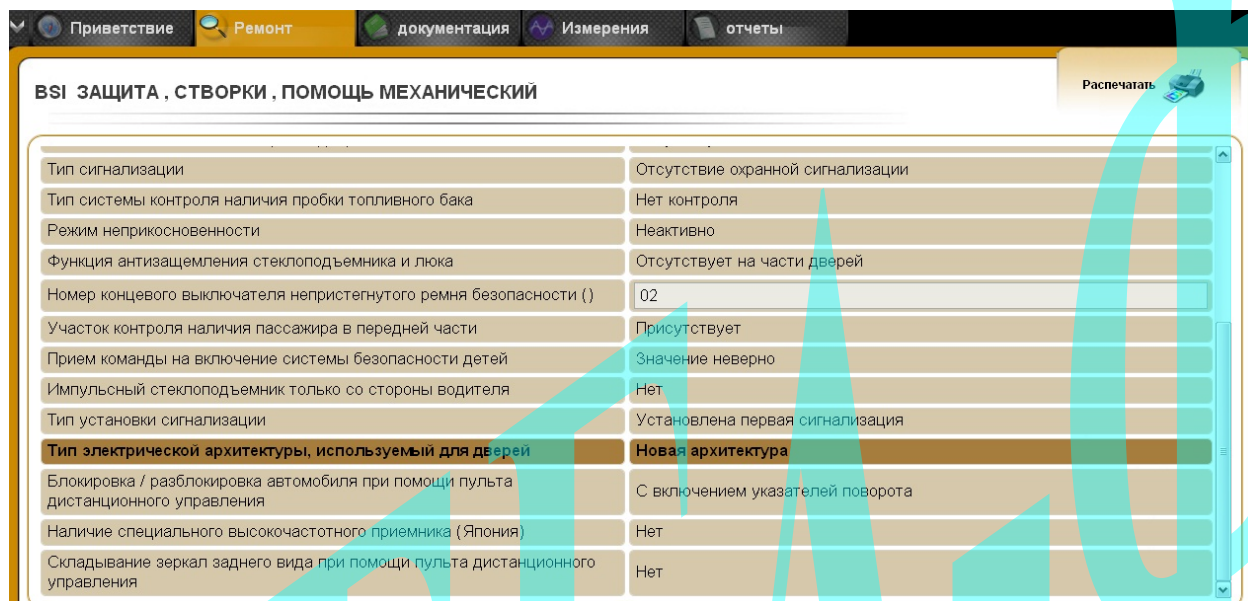 Приветствие Ремонт документация Измерения отчеты
BSI ЗАЩИТА , СТВОРКИ , ПОМОЩЬ МЕХАНИЧЕСКИЙ
Распечатать
Тип сигнализации Отсутствие охранной сигнализации
Тип системы контроля наличия пробки топливного бака Нет контроля
Режим неприкосновенности Неактивно
Функция антизащемления стеклоподъемника и люка Отсутствует на части дверей
Номер концевого выключателя непристегнутого ремня безопасности () 02
Участок контроля наличия пассажира в передней части Присутствует
Прием команды на включение системы безопасности детей Значение неверно
Импульсный стеклоподъемник только со стороны водителя Нет
Тип установки сигнализации Установлена первая сигнализация
Тип электрической архитектуры, используемый для дверей Новая архитектура
Блокировка / разблокировка автомобиля при помощи пульта
дистанционного управления С включением указателей поворота
Наличие специального высокочастотного приемника (Япония) Нет
Складывание зеркал заднего вида при помощи пульта дистанционного
управления Нет